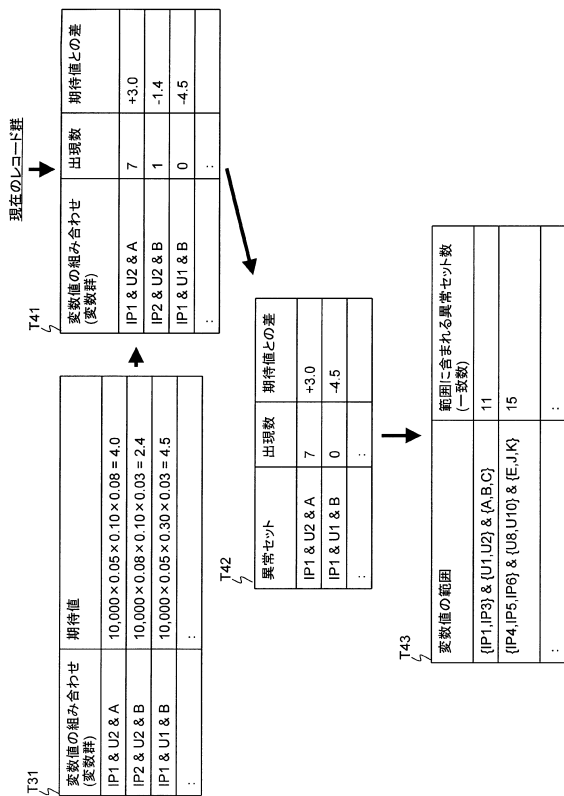 T31
変数値の組み合わせ
(変数群)
期待値
IP1 & U2 & A
10,000×0.05×0.10×0.08 = 4.0
IP2 & U2 & B
10,000×0.08×0.10×0.03 = 2.4
IP1 & U1 & B
10,000×0.05×0.30×0.03 = 4.5
:
:
現在のレコード群
T41
変数値の組み合わせ
(変数群)
出現数
期待値との差
IP1 & U2 & A
7
+3.0
IP2 & U2 & B
1
-1.4
IP1 & U1 & B
0
-4.5
:
:
T42
異常セット
出現数
期待値との差
IP1 & U2 & A
7
+3.0
IP1 & U1 & B
0
-4.5
:
:
T43
変数値の範囲
範囲に含まれる異常セット数
(一致数)
{IP1,IP3} & {U1,U2} & {A,B,C}
11
{IP4,IP5,IP6} & {U8,U10} & {E,J,K}
15
:
: